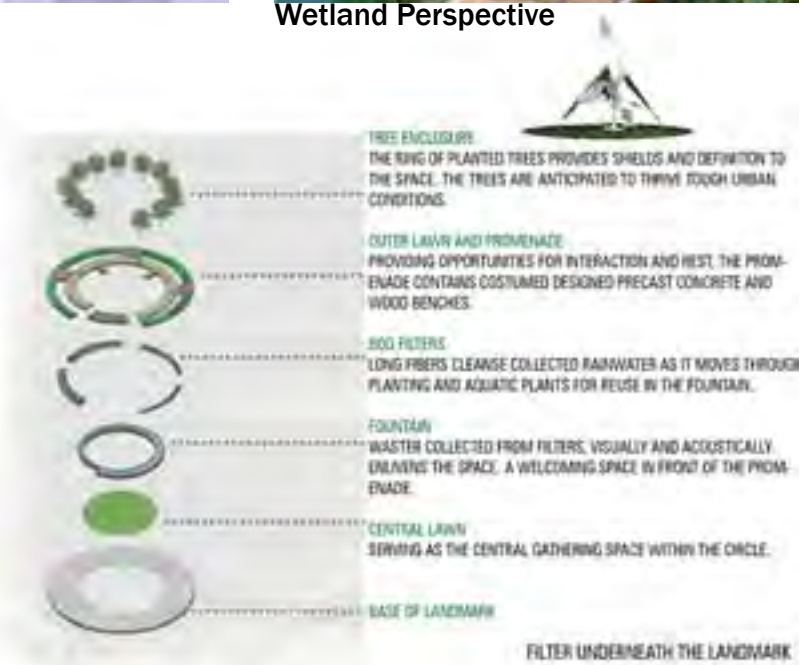 Wetland Perspective
TREE ENCLOSURE
THE RING OF PLANTED TREES PROVIDES SHIELDS AND DEFINITION TO
THE SPACE. THE TREES ARE ANTICIPATED TO THRIVE TOUGH URBAN
CONDITIONS.
OUTER LAWN AND PROMENADE
PROVIDING OPPORTUNITIES FOR INTERACTION AND REST, THE PROM-
ENADE CONTAINS COSTUMED DESIGNED PRECAST CONCRETE AND
WOOD BENCHES.
BOG FILTERS
LONG FIBERS CLEANSE COLLECTED RAINWATER AS IT MOVES THROUGH
PLANTING AND AQUATIC PLANTS FOR REUSE IN THE FOUNTAIN.
FOUNTAIN
WASTER COLLECTED FROM FILTERS, VISUALLY AND ACOUSTICALLY
ENLIVENS THE SPACE. A WELCOMING SPACE IN FRONT OF THE PROM-
ENADE.
CENTRAL LAWN
SERVING AS THE CENTRAL GATHERING SPACE WITHIN THE CIRCLE.
BASE OF LANDMARK
FILTER UNDERNEATH THE LANDMARK